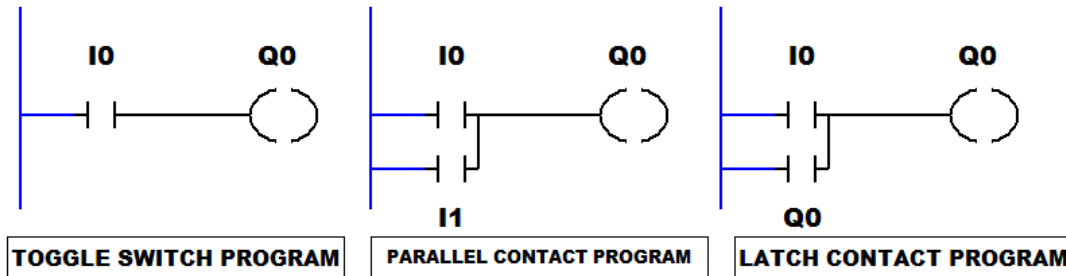 I0 Q0 I0 Q0 I0 Q0
I1 Q0
TOGGLE SWITCH PROGRAM PARALLEL CONTACT PROGRAM LATCH CONTACT PROGRAM